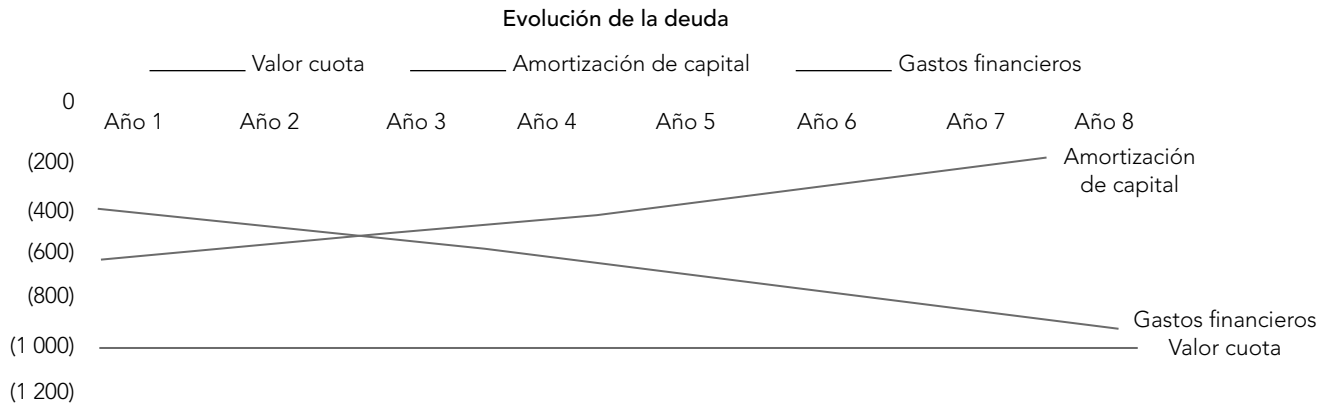 Evolución de la deuda
Valor cuota Amortización de capital Gastos financieros
0
Año 1 Año 2 Año 3 Año 4 Año 5 Año 6 Año 7 Año 8
(200)
Amortización
de capital
(400)
(600)
(800)
Gastos financieros
(1 000)
Valor cuota
(1 200)